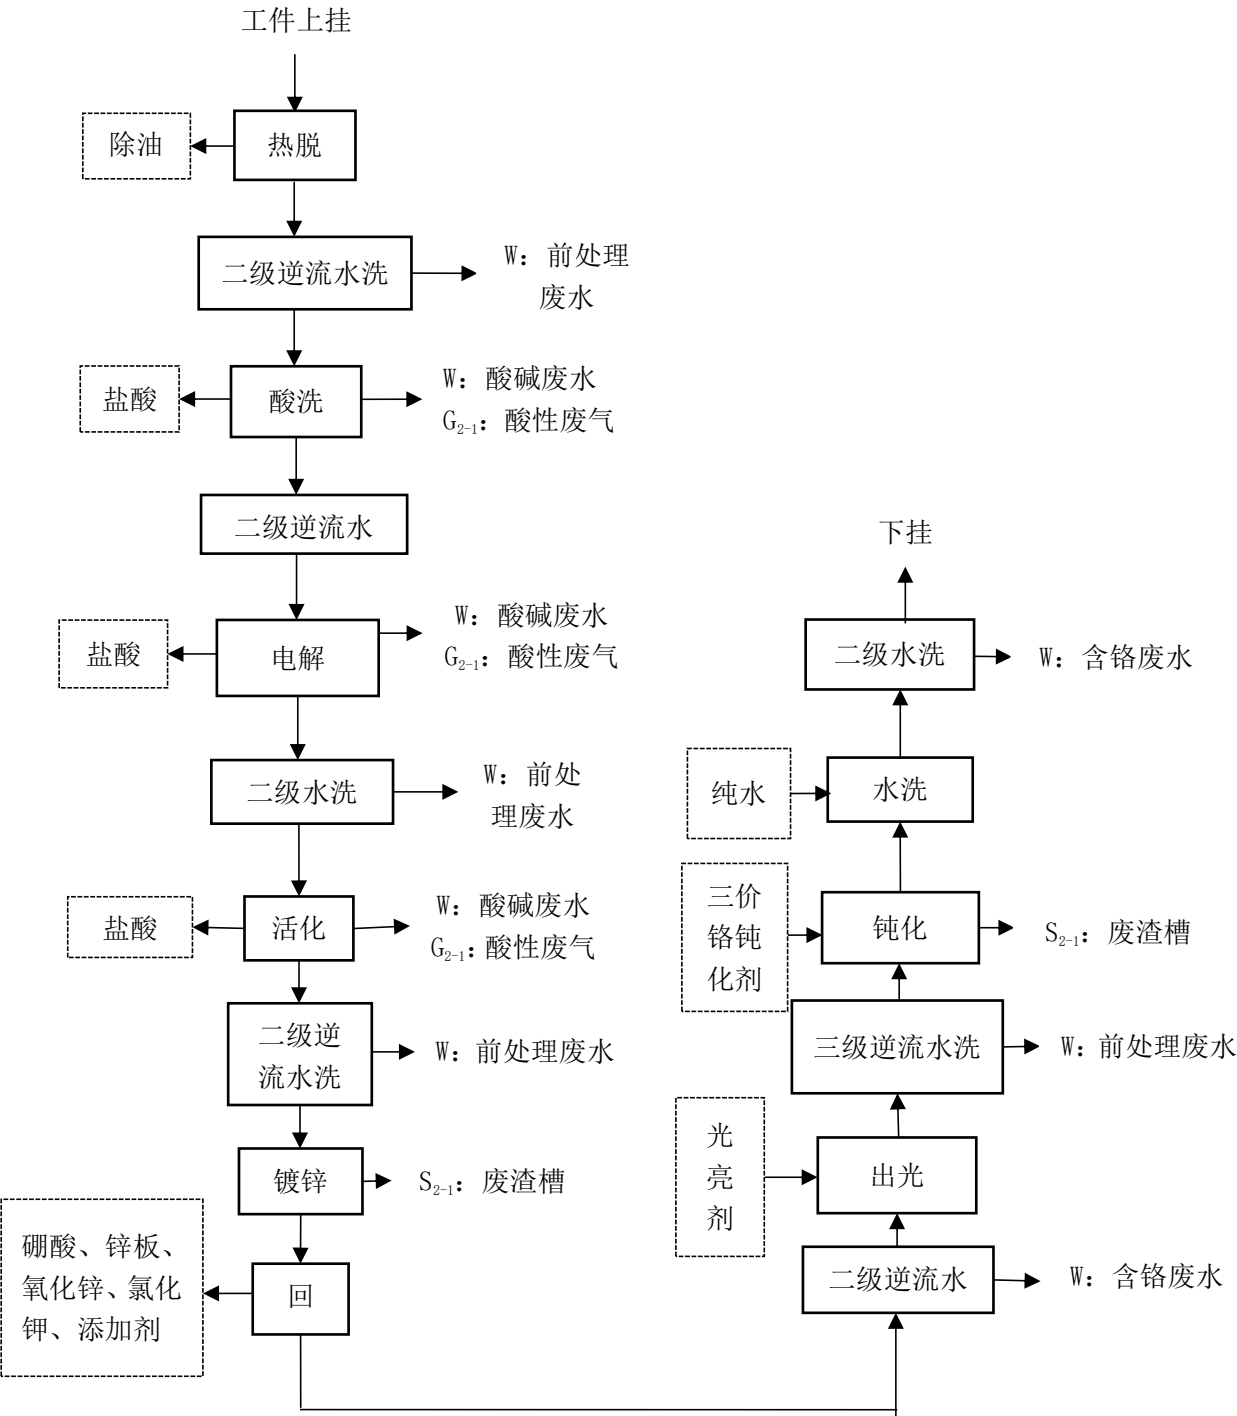 工件上挂
除油
热脱
二级逆流水洗
W：前处理
废水
盐酸
酸洗
W：酸碱废水
G₂₋₁：酸性废气
二级逆流水
盐酸
电解
W：酸碱废水
G₂₋₁：酸性废气
二级水洗
W：前处
理废水
盐酸
活化
W：酸碱废水
G₂₋₁：酸性废气
二级逆
流水洗
W：前处理废水
镀锌
S₂₋₁：废渣槽
硼酸、锌板、
氧化锌、氯化
钾、添加剂
回
下挂
二级水洗
W：含铬废水
纯水
水洗
三价
铬钝
化剂
钝化
S₂₋₁：废渣槽
三级逆流水洗
W：前处理废水
光
亮
剂
出光
二级逆流水
W：含铬废水